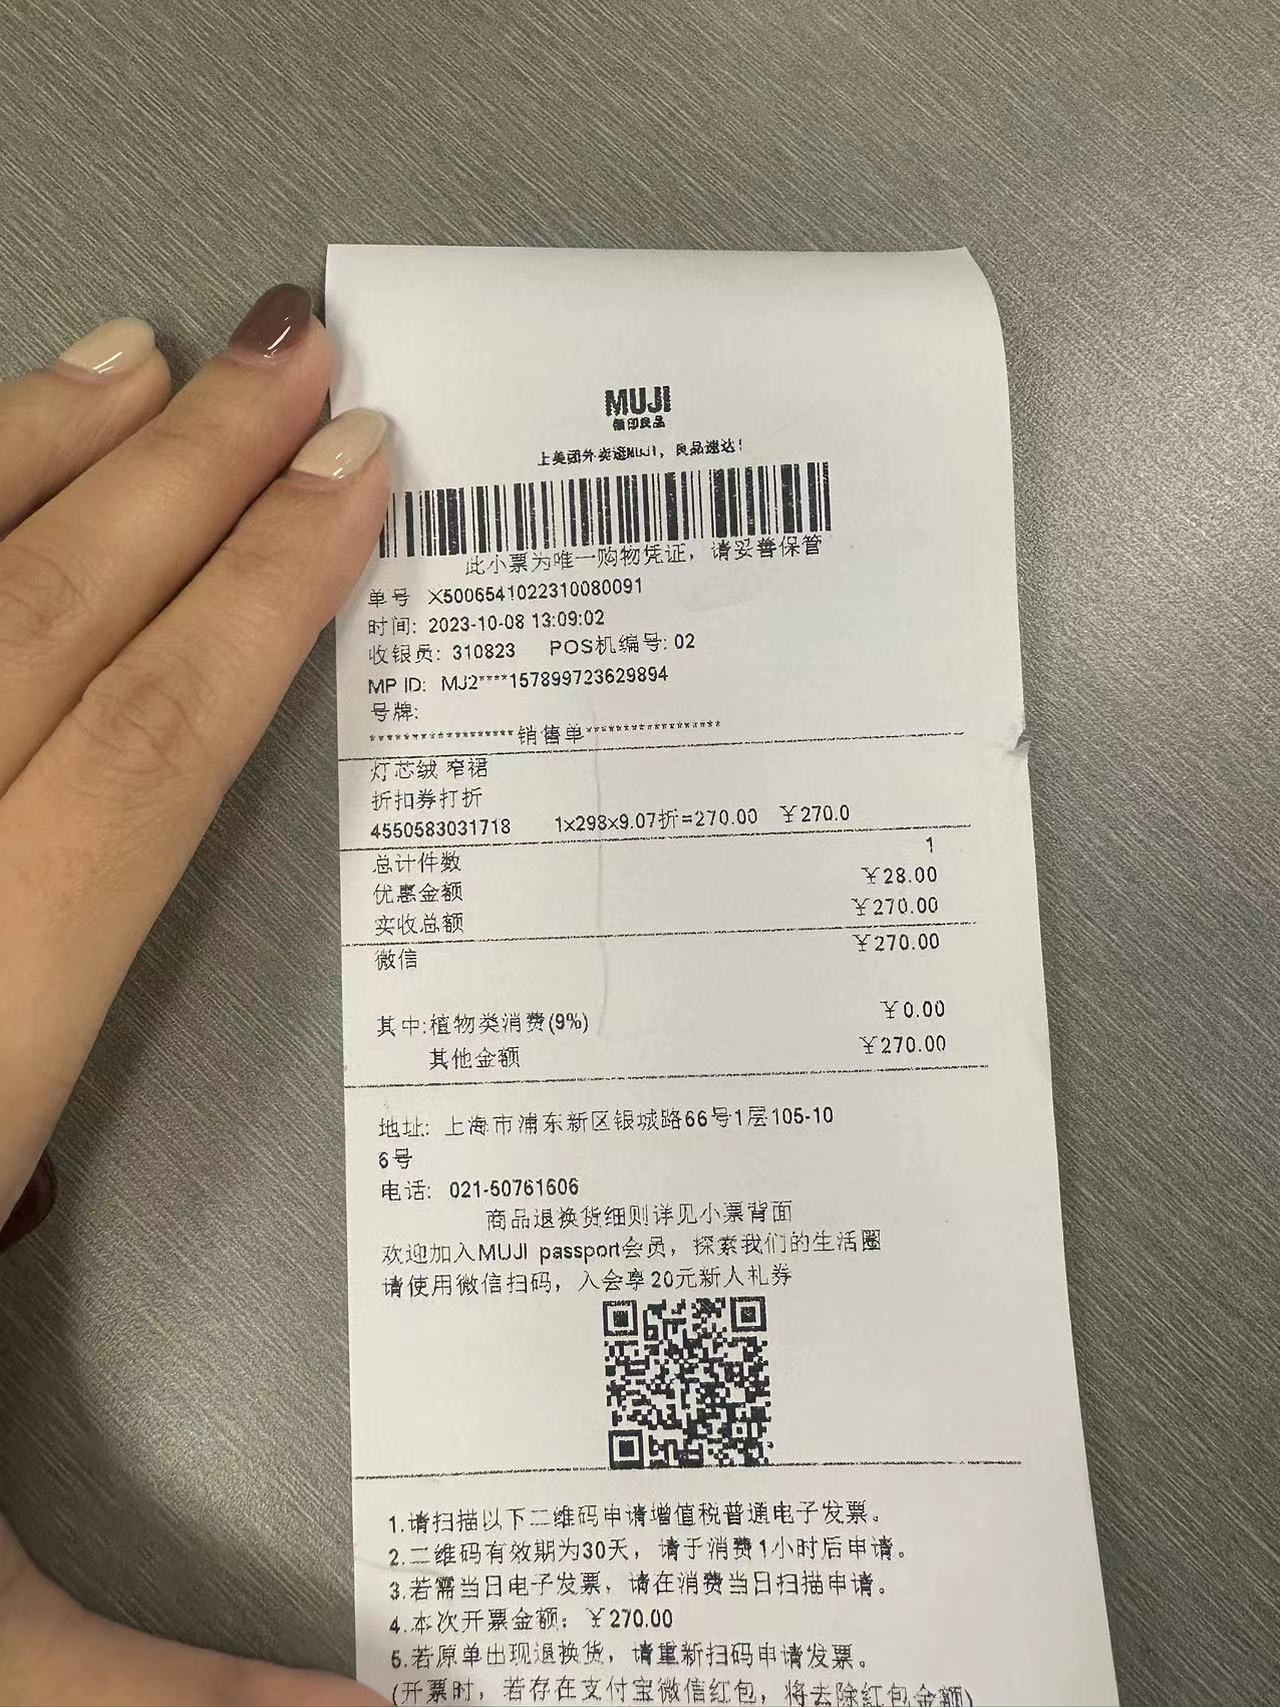 MUJI
無印良品
上美团外卖逛MUJI，良品速达！
此小票为唯一购物凭证，请妥善保管
单号 X5006541022310080091
时间: 2023-10-08 13:09:02
收银员: 310823 POS机编号: 02
MP ID: MJ2****157899723629894
号牌:
********************销售单********************
灯芯绒 窄裙
折扣券打折
4550583031718 1×298×9.07折=270.00 ￥270.0
总计件数 1
优惠金额 ￥28.00
实收总额 ￥270.00
微信 ￥270.00
其中:植物类消费(9%) ￥0.00
其他金额 ￥270.00
地址: 上海市浦东新区银城路66号1层105-10
6号
电话: 021-50761606
商品退换货细则详见小票背面
欢迎加入MUJI passport会员，探索我们的生活圈
请使用微信扫码，入会享20元新人礼券
1.请扫描以下二维码申请增值税普通电子发票。
2.二维码有效期为30天，请于消费1小时后申请。
3.若需当日电子发票，请在消费当日扫描申请。
4.本次开票金额: ￥270.00
5.若原单出现退换货，请重新扫码申请发票。
(开票时，若存在支付宝微信红包，将去除红包金额)